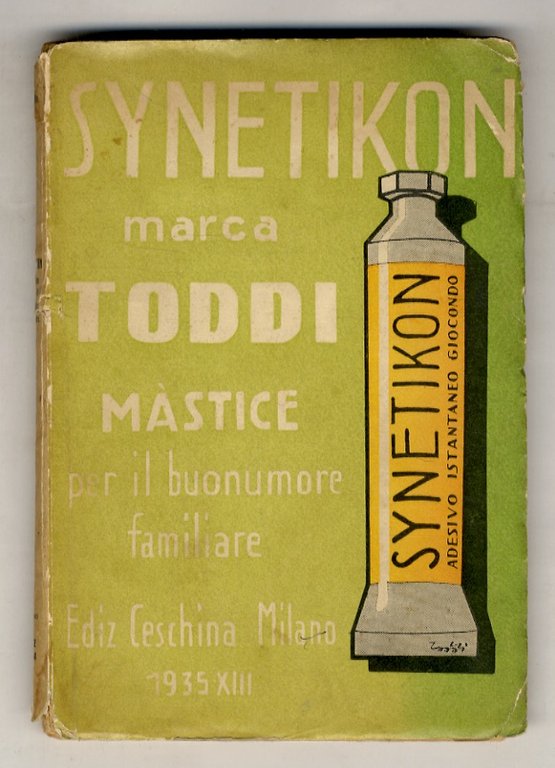 SYNETIKON
marca
TODDI
MÀSTICE
per il buonumore
familiare
Ediz Ceschina Milano
1935 XIII
SYNETIKON
ADESIVO ISTANTANEO GIOCONDO